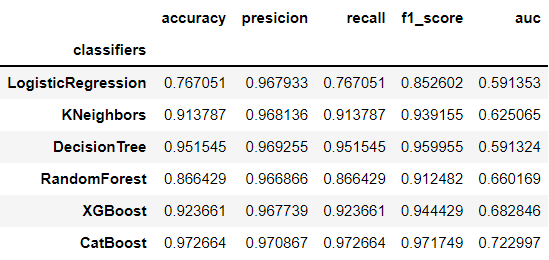 accuracy presicion recall f1_score auc
classifiers
LogisticRegression 0.767051 0.967933 0.767051 0.852602 0.591353
KNeighbors 0.913787 0.968136 0.913787 0.939155 0.625065
DecisionTree 0.951545 0.969255 0.951545 0.959955 0.591324
RandomForest 0.866429 0.966866 0.866429 0.912482 0.660169
XGBoost 0.923661 0.967739 0.923661 0.944429 0.682846
CatBoost 0.972664 0.970867 0.972664 0.971749 0.722997